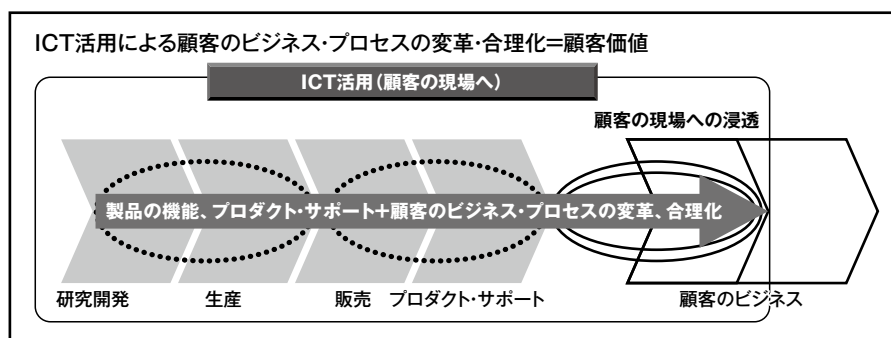 ICT活用による顧客のビジネス・プロセスの変革・合理化=顧客価値
ICT活用(顧客の現場へ)
顧客の現場への浸透
製品の機能、プロダクト・サポート+顧客のビジネス・プロセスの変革、合理化
研究開発 生産 販売 プロダクト・サポート 顧客のビジネス